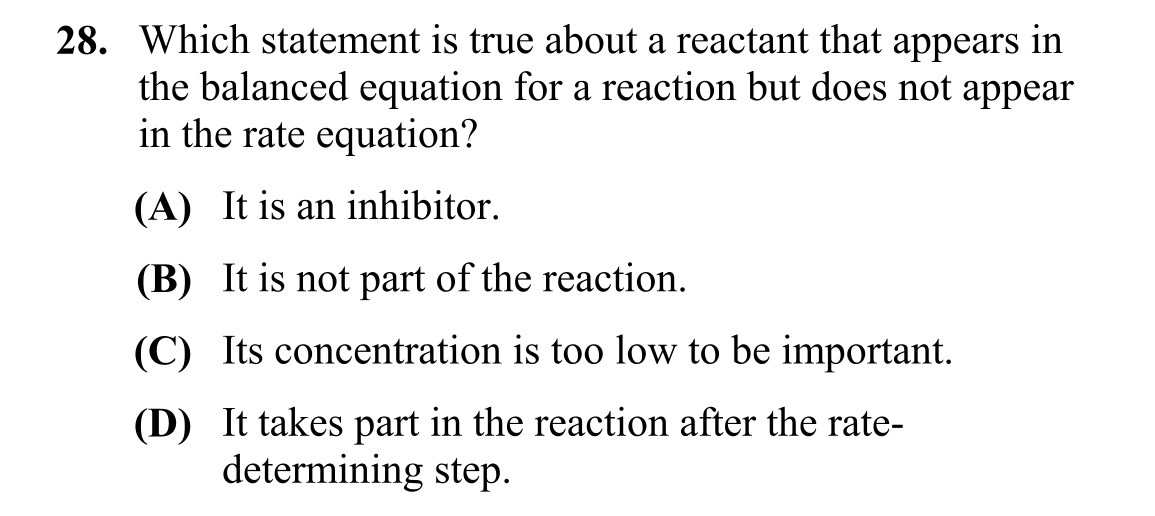 28. Which statement is true about a reactant that appears in
the balanced equation for a reaction but does not appear
in the rate equation?
(A) It is an inhibitor.
(B) It is not part of the reaction.
(C) Its concentration is too low to be important.
(D) It takes part in the reaction after the rate-
determining step.